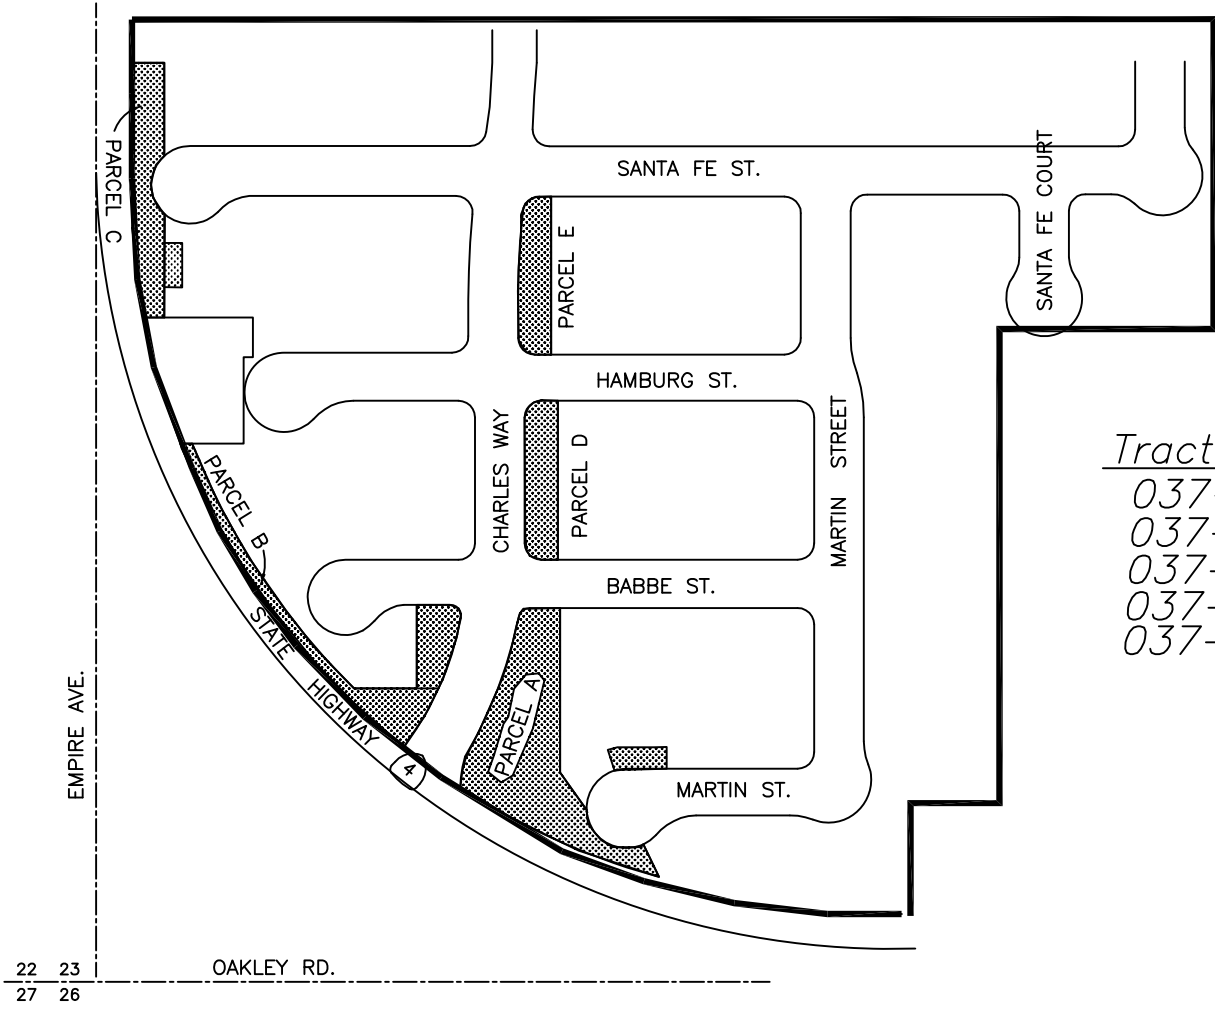 PARCEL C
SANTA FE ST.
SANTA FE COURT
PARCEL E
HAMBURG ST.
CHARLES WAY
PARCEL D
MARTIN STREET
Tract
037-
037-
037-
037-
037-
PARCEL B
BABBE ST.
STATE HIGHWAY
4
PARCEL A
EMPIRE AVE.
MARTIN ST.
22 23
OAKLEY RD.
27 26